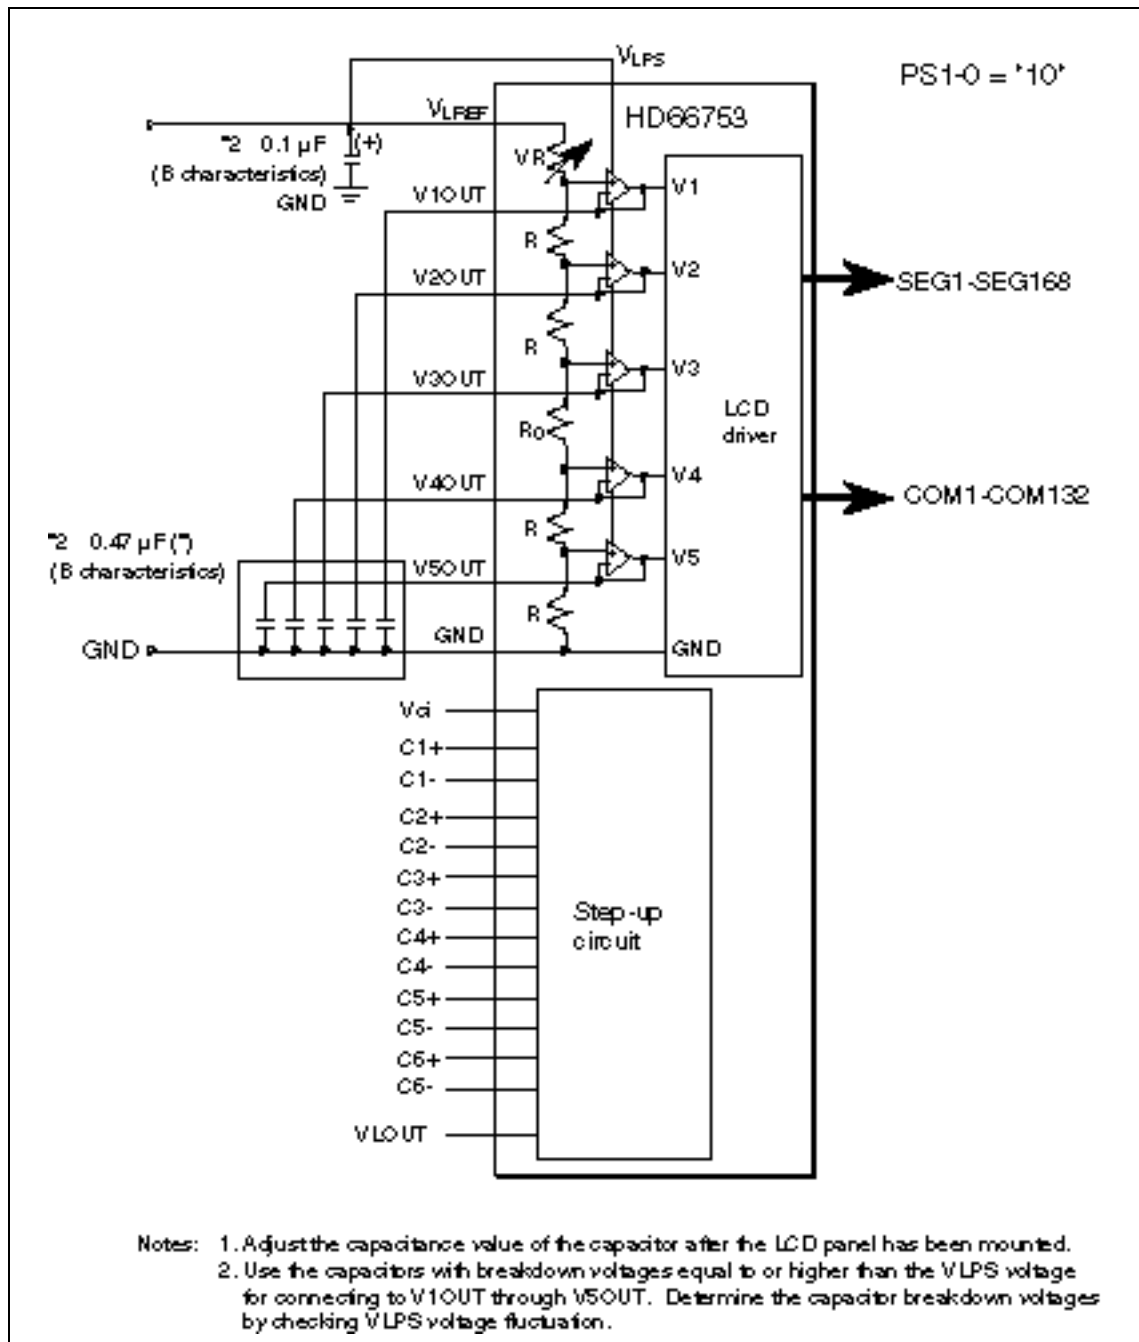 VLPS
PS1-0 = "10"
VLREF
HD66753
*2 0.1 µF (+)
(B characteristics)
GND
VR
V1OUT
V1
R
V2OUT
V2
SEG1-SEG168
R
V3OUT
V3
LCD
driver
R0
V4OUT
V4
COM1-COM132
R
*2 0.47 µF (*)
(B characteristics)
V5OUT
V5
R
GND
GND
GND
Vci
C1+
C1-
C2+
C2-
C3+
C3-
Step-up
circuit
C4+
C4-
C5+
C5-
C6+
C6-
VLOUT
Notes: 1. Adjust the capacitance value of the capacitor after the LCD panel has been mounted.
2. Use the capacitors with breakdown voltages equal to or higher than the VLPS voltage
for connecting to V1OUT through V5OUT. Determine the capacitor breakdown voltages
by checking VLPS voltage fluctuation.